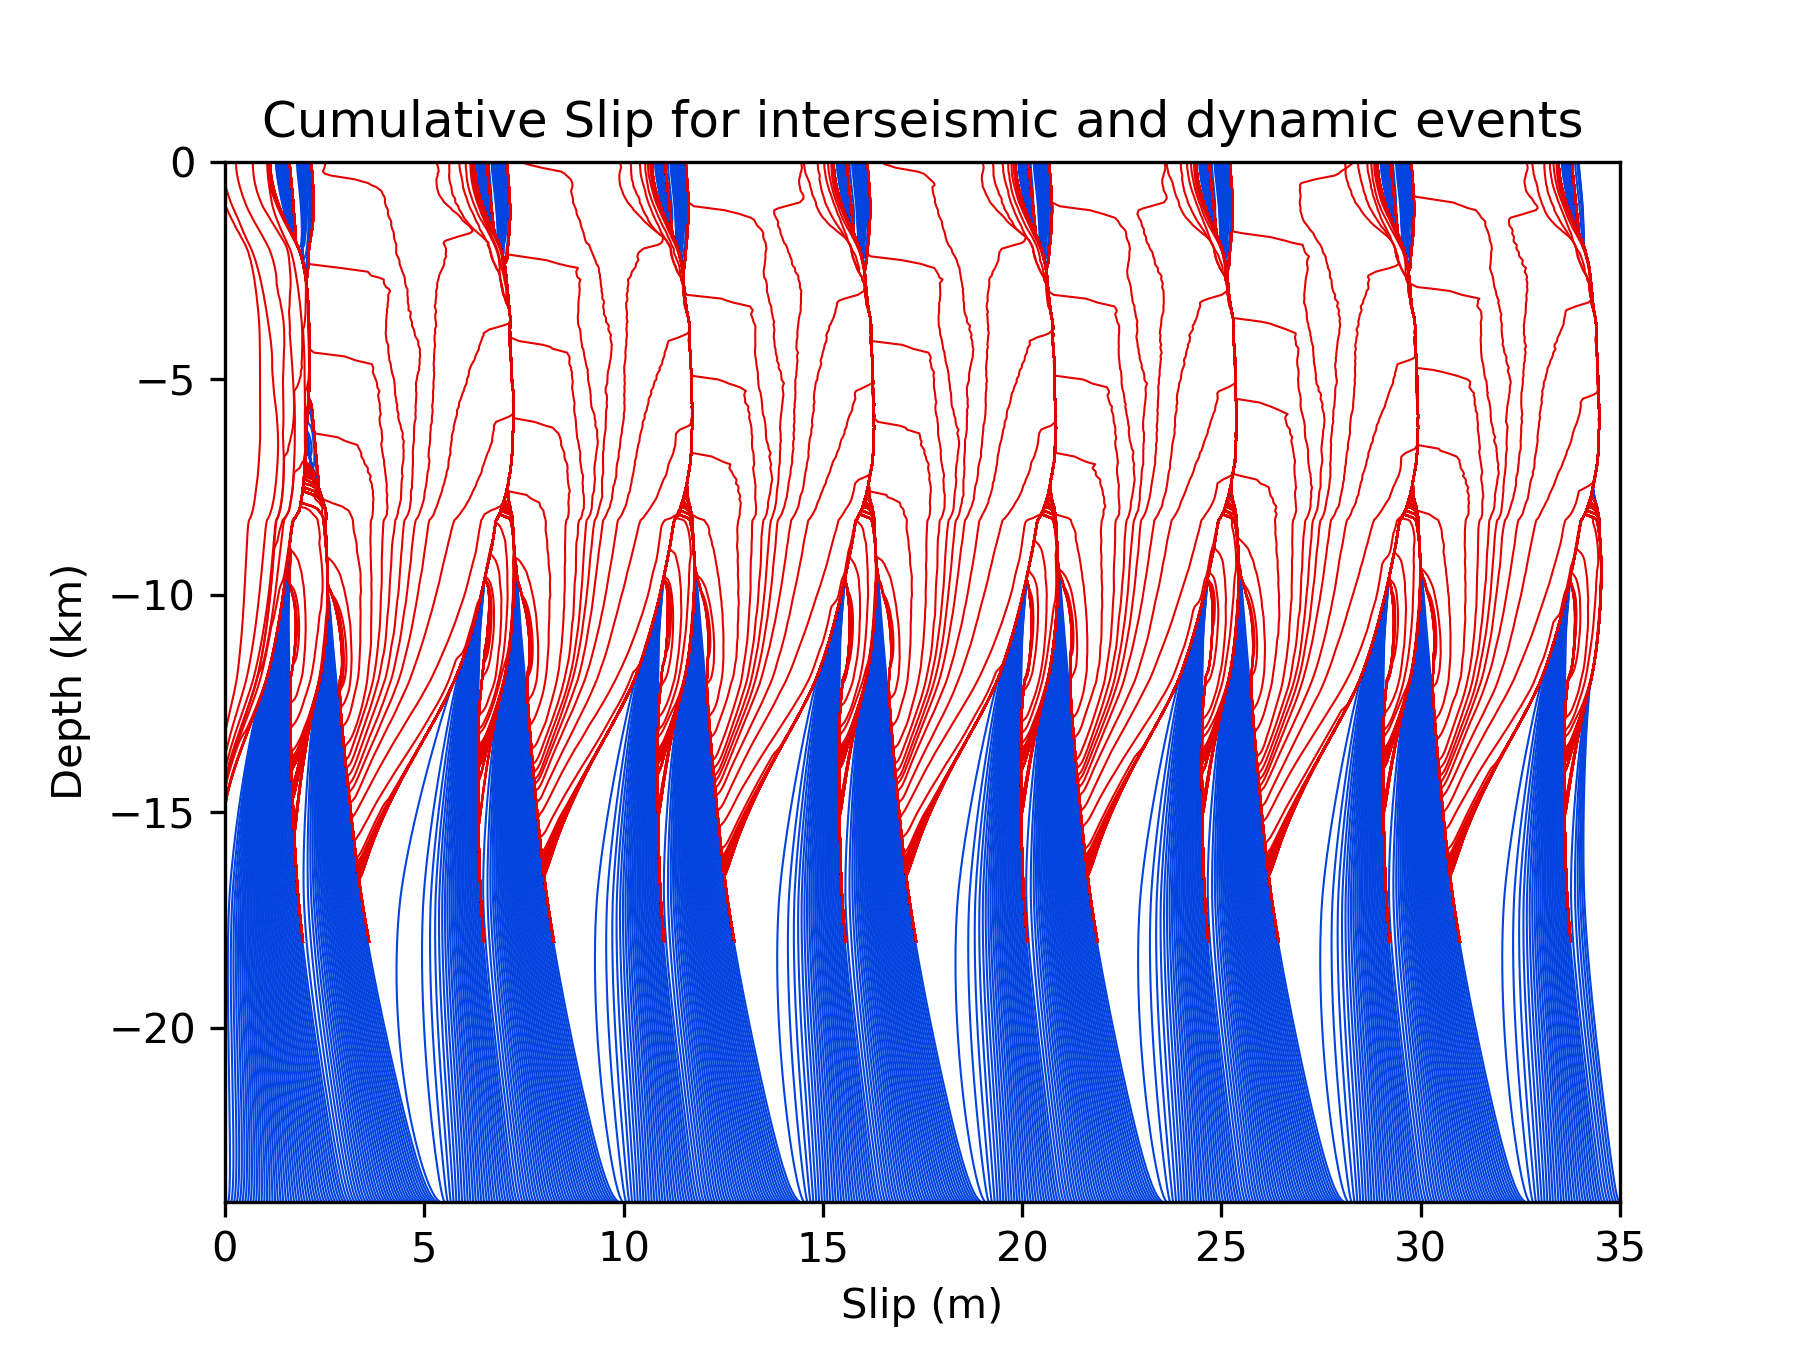 Cumulative Slip for interseismic and dynamic events
0
−5
−10
−15
−20
Depth (km)
0 5 10 15 20 25 30 35
Slip (m)